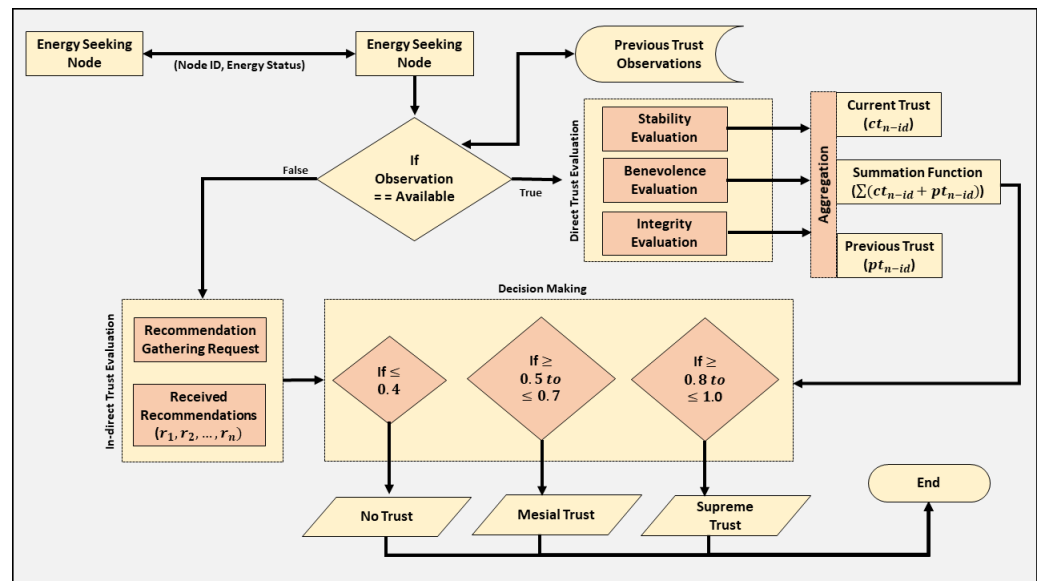 Energy Seeking
Node
(Node ID, Energy Status)
Energy Seeking
Node
Previous Trust
Observations
If
Observation
== Available
False
True
Direct Trust Evaluation
Stability
Evaluation
Benevolence
Evaluation
Integrity
Evaluation
Aggregation
Current Trust
(ct_{n-id})
Summation Function
(∑(ct_{n-id} + pt_{n-id}))
Previous Trust
(pt_{n-id})
In-direct Trust Evaluation
Recommendation
Gathering Request
Received
Recommendations
(r_1, r_2, ..., r_n)
Decision Making
If ≤
0.4
If ≥
0.5 to
≤ 0.7
If ≥
0.8 to
≤ 1.0
No Trust
Mesial Trust
Supreme
Trust
End